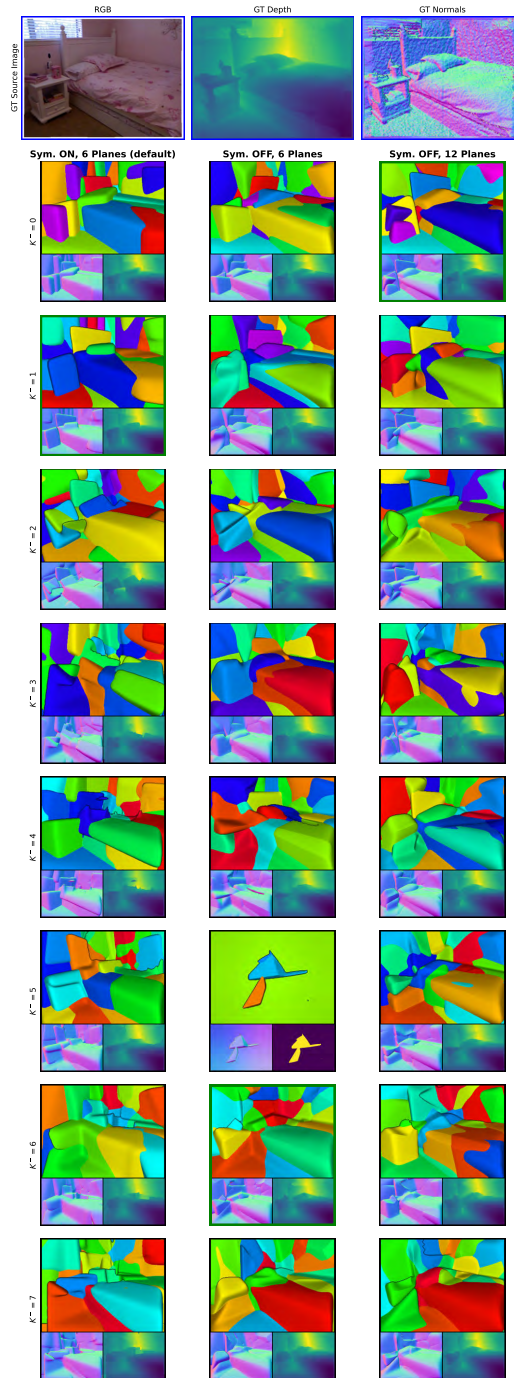 RGB
GT Depth
GT Normals
GT Source Image
Sym. ON, 6 Planes (default)
Sym. OFF, 6 Planes
Sym. OFF, 12 Planes
K⁻ = 0
K⁻ = 1
K⁻ = 2
K⁻ = 3
K⁻ = 4
K⁻ = 5
K⁻ = 6
K⁻ = 7